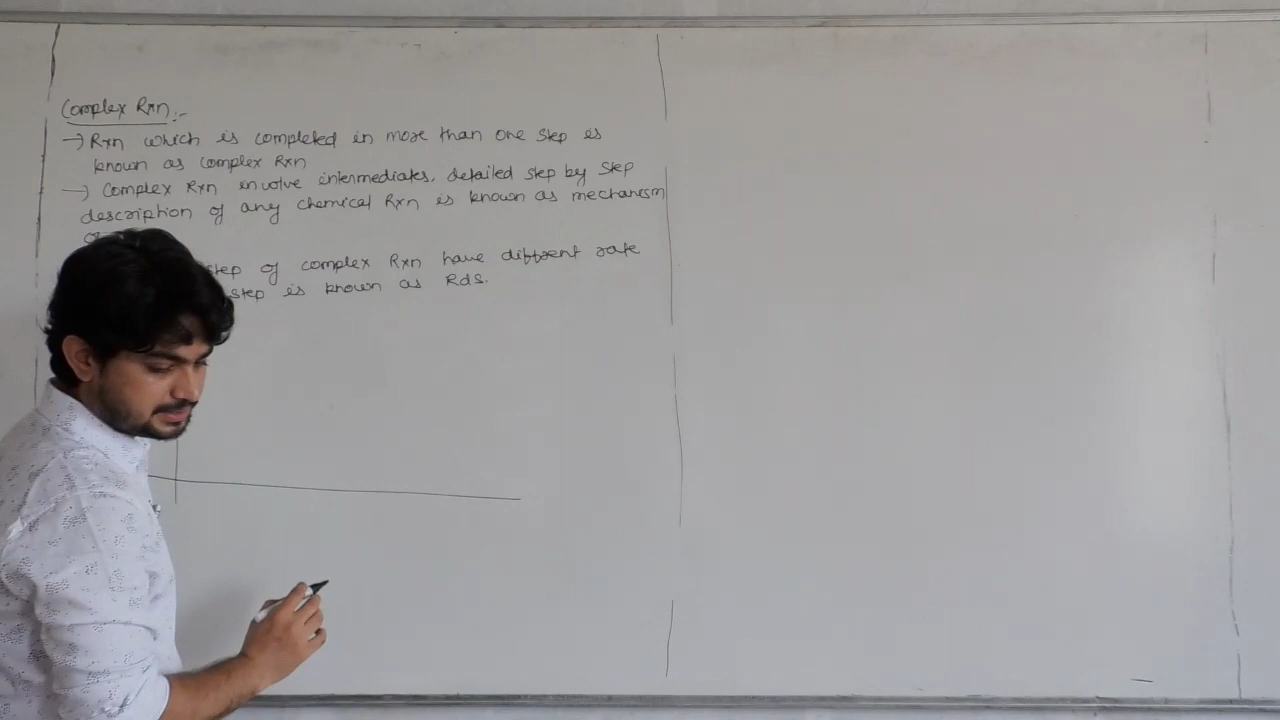 Complex Rxn :-
→ Rxn which is completed in more than one step is
known as complex Rxn
→ Complex Rxn involve intermediates, detailed step by step
description of any chemical Rxn is known as mechanism
step of complex Rxn have diffrent rate
step is known as Rds.